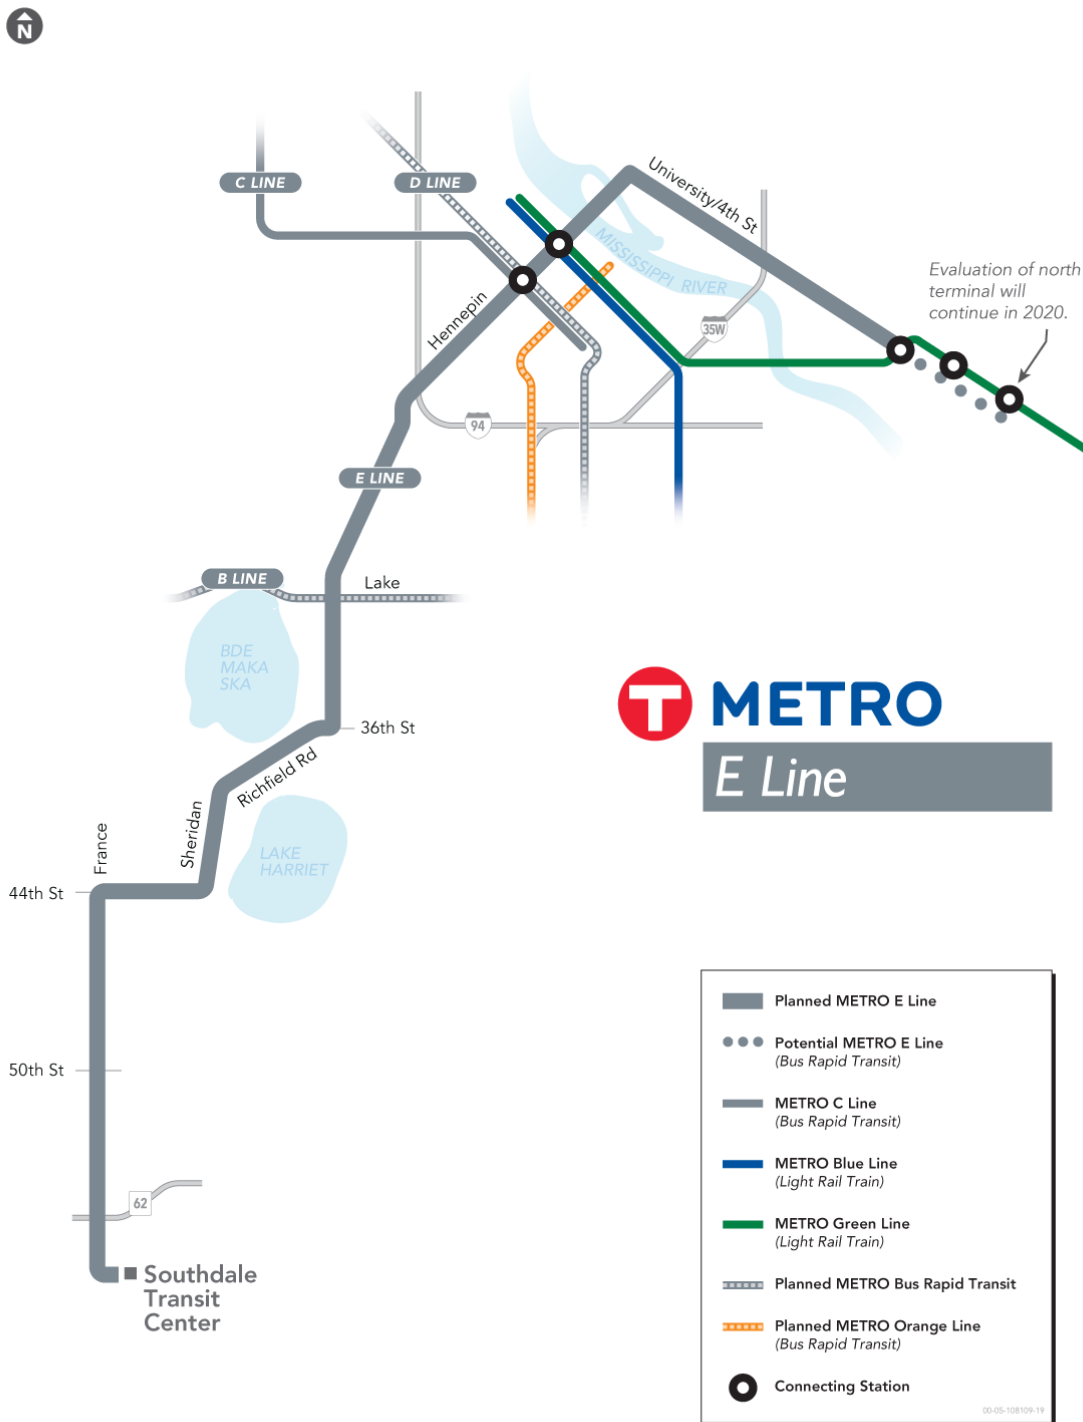 N
C LINE
D LINE
University/4th St
MISSISSIPPI RIVER
Evaluation of north
terminal will
continue in 2020.
Hennepin
35W
94
E LINE
B LINE
Lake
BDE
MAKA
SKA
36th St
Richfield Rd
Sheridan
LAKE
HARRIET
France
44th St
50th St
62
Southdale
Transit
Center
T METRO
E Line
Planned METRO E Line
Potential METRO E Line
(Bus Rapid Transit)
METRO C Line
(Bus Rapid Transit)
METRO Blue Line
(Light Rail Train)
METRO Green Line
(Light Rail Train)
Planned METRO Bus Rapid Transit
Planned METRO Orange Line
(Bus Rapid Transit)
Connecting Station
00-05-108109-19